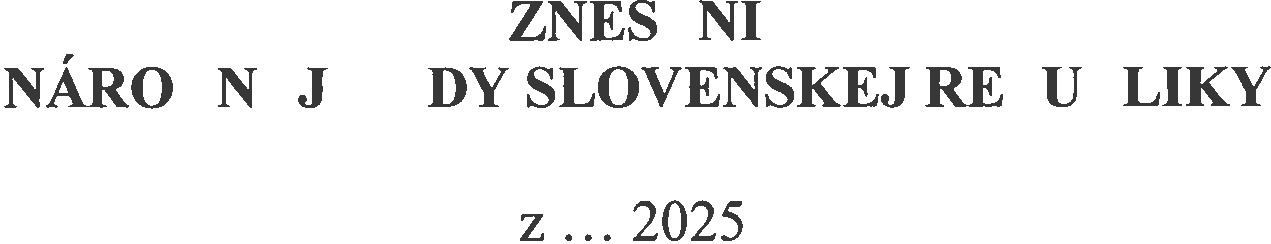 ZNES NI
NÁRO N J DY SLOVENSKEJ RE U LIKY
z … 2025